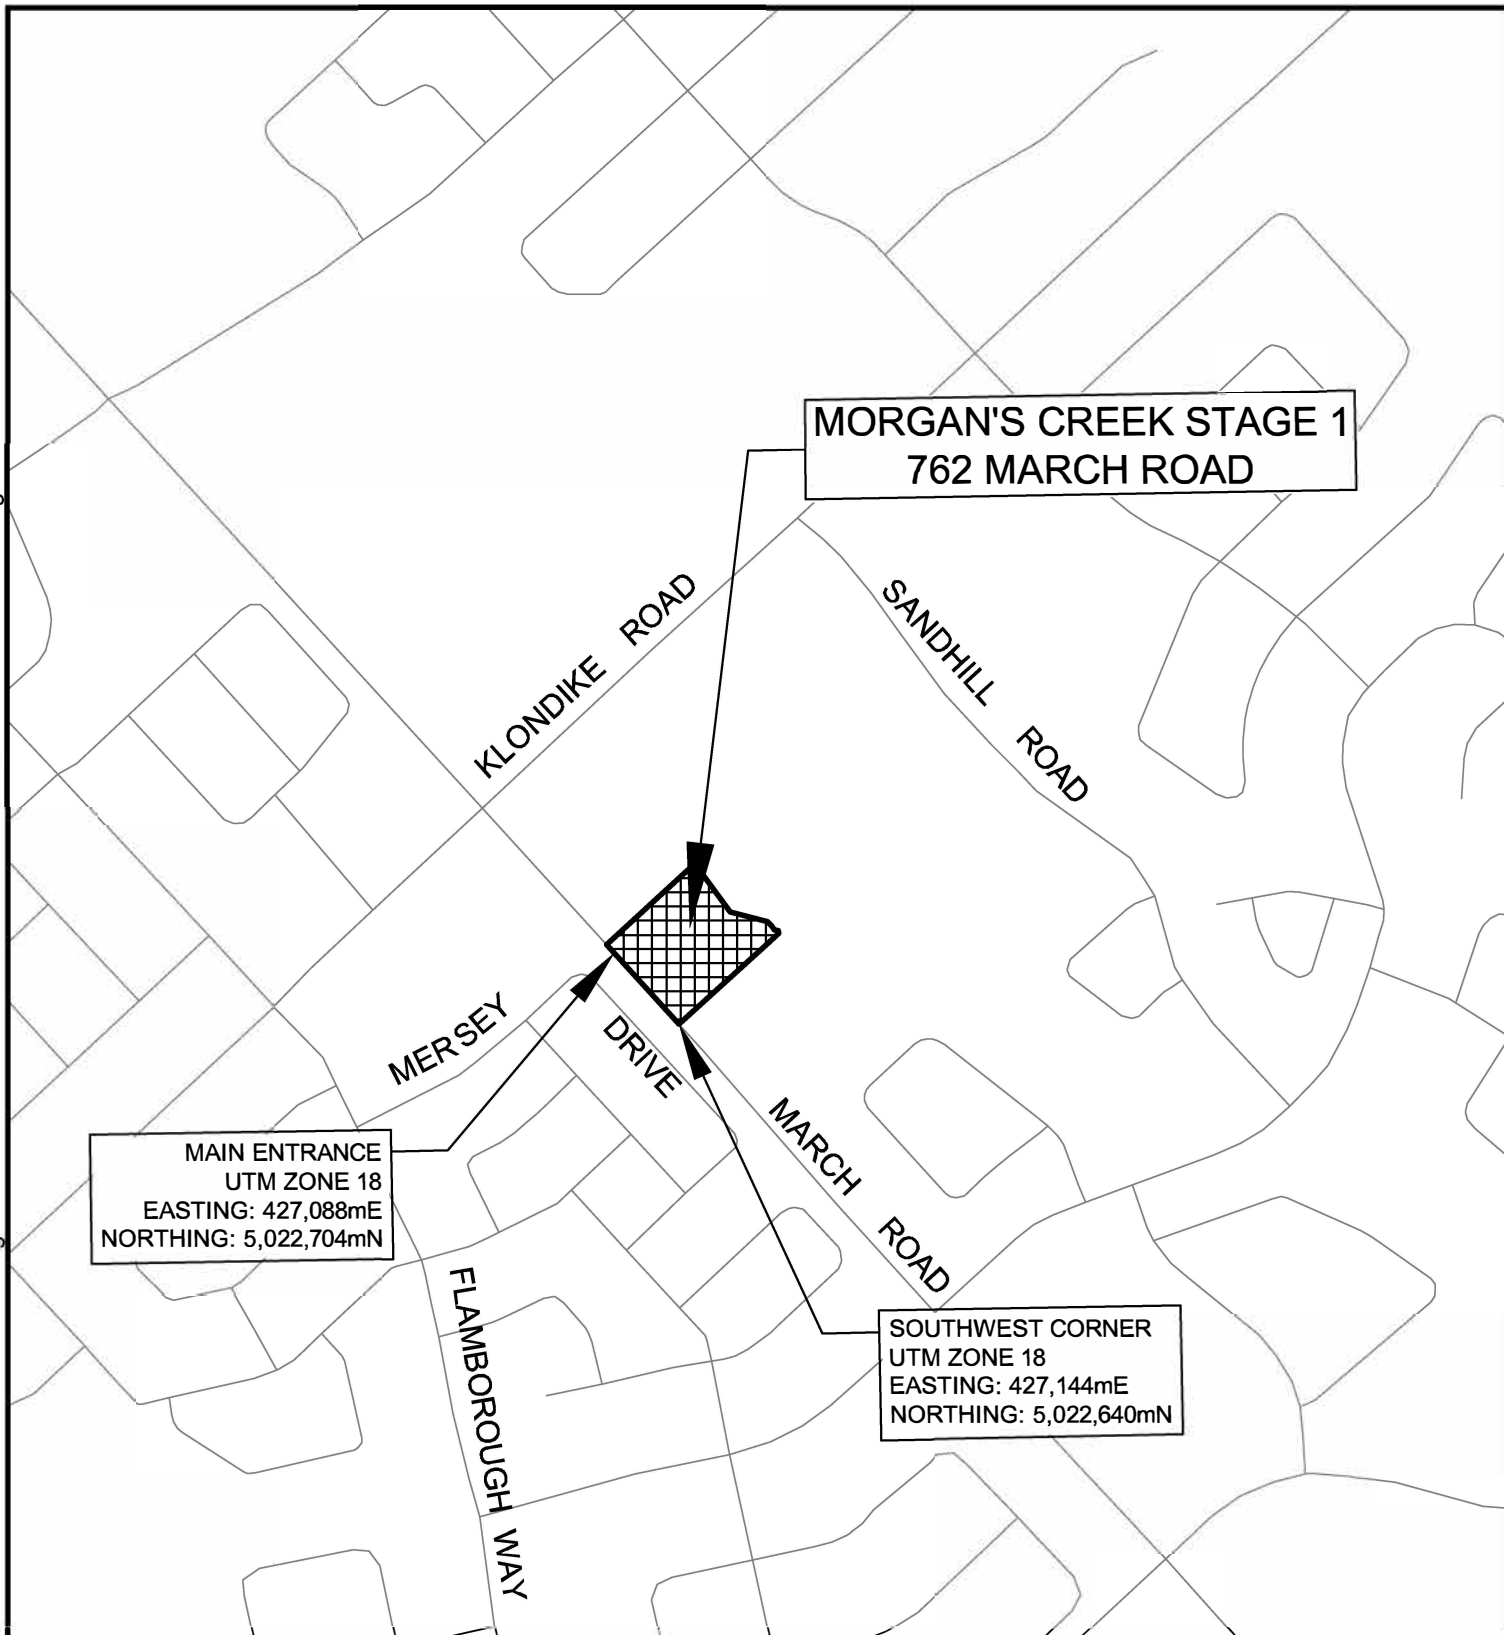 MORGAN'S CREEK STAGE 1
762 MARCH ROAD
KLONDIKE ROAD
SANDHILL ROAD
MERSEY DRIVE
MARCH ROAD
MAIN ENTRANCE
UTM ZONE 18
EASTING: 427,088mE
NORTHING: 5,022,704mN
FLAMBOROUGH WAY
SOUTHWEST CORNER
UTM ZONE 18
EASTING: 427,144mE
NORTHING: 5,022,640mN